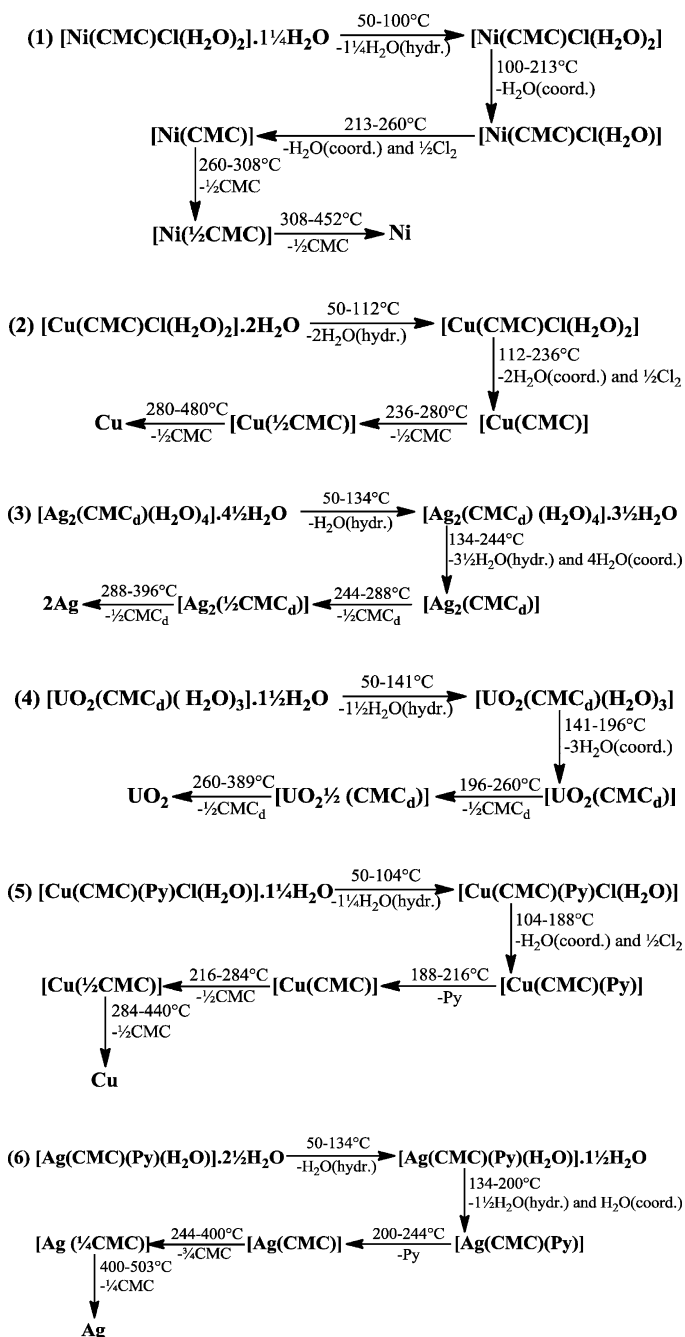 50-100°C
(1) [Ni(CMC)Cl(H₂O)₂].1¼H₂O [Ni(CMC)Cl(H₂O)₂]
-1¼H₂O(hydr.)
100-213°C
-H₂O(coord.)
213-260°C
[Ni(CMC)] [Ni(CMC)Cl(H₂O)]
-H₂O(coord.) and ½Cl₂
260-308°C
-½CMC
308-452°C
[Ni(½CMC)] Ni
-½CMC
50-112°C
(2) [Cu(CMC)Cl(H₂O)₂].2H₂O [Cu(CMC)Cl(H₂O)₂]
-2H₂O(hydr.)
112-236°C
-2H₂O(coord.) and ½Cl₂
280-480°C 236-280°C
Cu [Cu(½CMC)] [Cu(CMC)]
-½CMC -½CMC
50-134°C
(3) [Ag₂(CMC_d)(H₂O)₄].4½H₂O [Ag₂(CMC_d) (H₂O)₄].3½H₂O
-H₂O(hydr.)
134-244°C
-3½H₂O(hydr.) and 4H₂O(coord.)
288-396°C 244-288°C
2Ag [Ag₂(½CMC_d)] [Ag₂(CMC_d)]
-½CMC_d -½CMC_d
50-141°C
(4) [UO₂(CMC_d)( H₂O)₃].1½H₂O [UO₂(CMC_d)(H₂O)₃]
-1½H₂O(hydr.)
141-196°C
-3H₂O(coord.)
260-389°C 196-260°C
UO₂ [UO₂½ (CMC_d)] [UO₂(CMC_d)]
-½CMC_d -½CMC_d
50-104°C
(5) [Cu(CMC)(Py)Cl(H₂O)].1¼H₂O [Cu(CMC)(Py)Cl(H₂O)]
-1¼H₂O(hydr.)
104-188°C
-H₂O(coord.) and ½Cl₂
216-284°C 188-216°C
[Cu(½CMC)] [Cu(CMC)] [Cu(CMC)(Py)]
-½CMC -Py
284-440°C
-½CMC
Cu
50-134°C
(6) [Ag(CMC)(Py)(H₂O)].2½H₂O [Ag(CMC)(Py)(H₂O)].1½H₂O
-H₂O(hydr.)
134-200°C
-1½H₂O(hydr.) and H₂O(coord.)
244-400°C 200-244°C
[Ag (¼CMC)] [Ag(CMC)] [Ag(CMC)(Py)]
-¾CMC -Py
400-503°C
-¼CMC
Ag